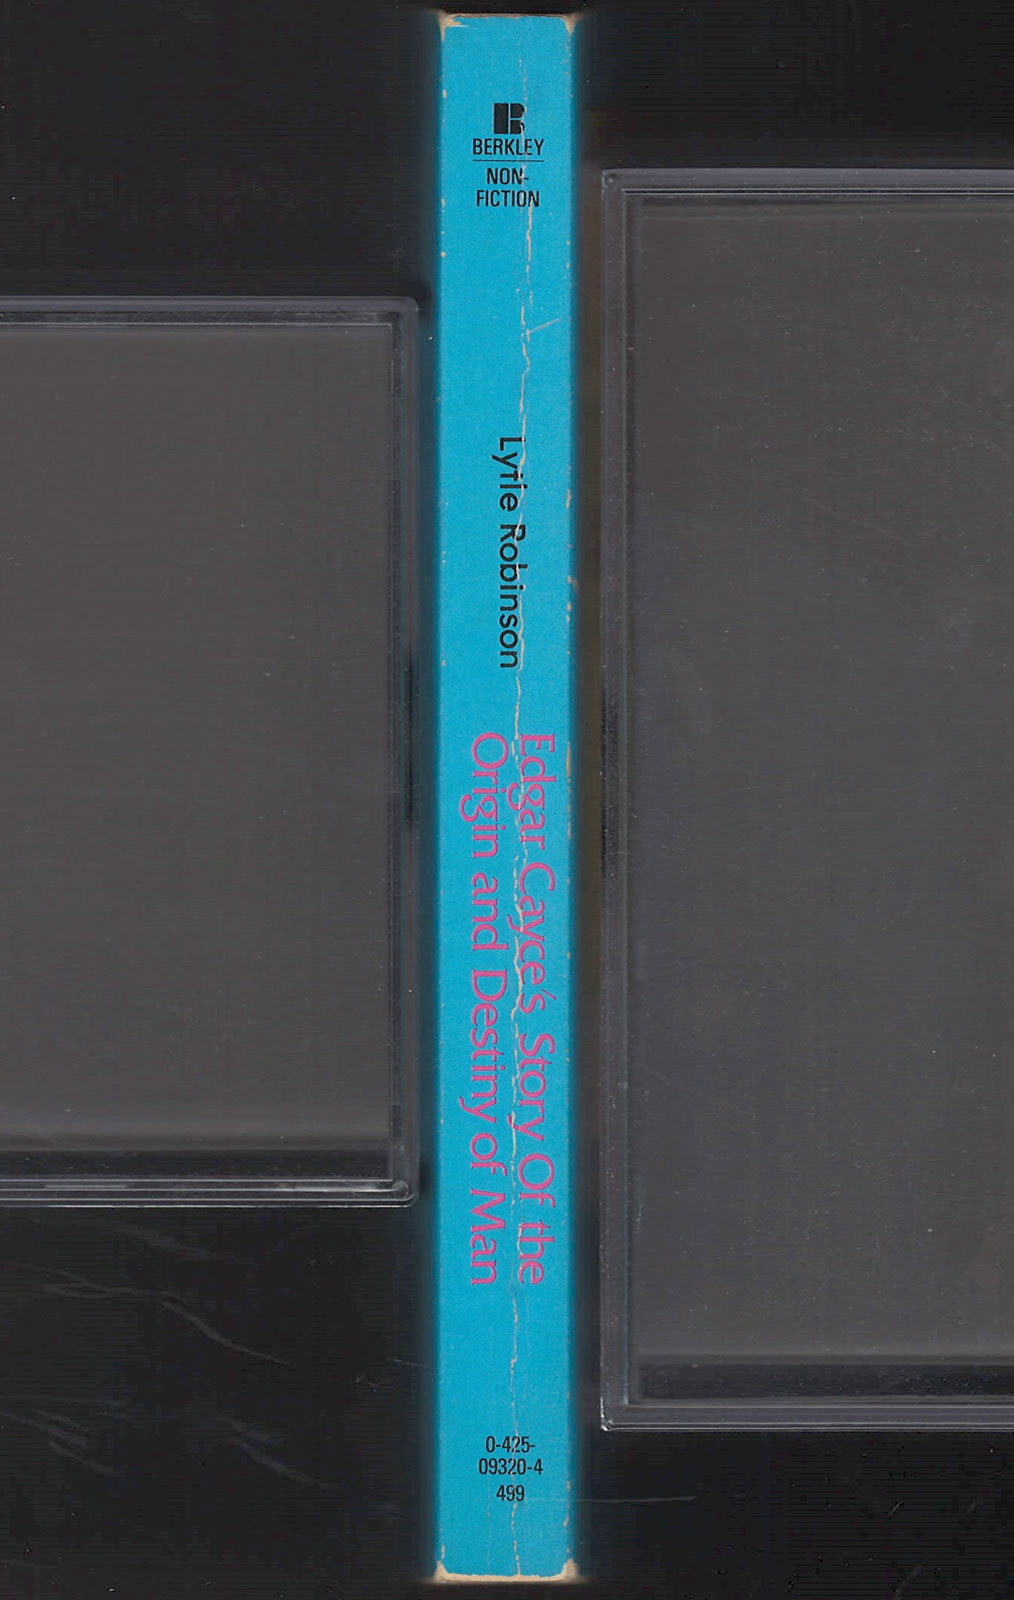 BERKLEY
NON-
FICTION
Lytle Robinson
Edgar Cayce's Story Of the
Origin and Destiny of Man
0-425-
09320-4
499